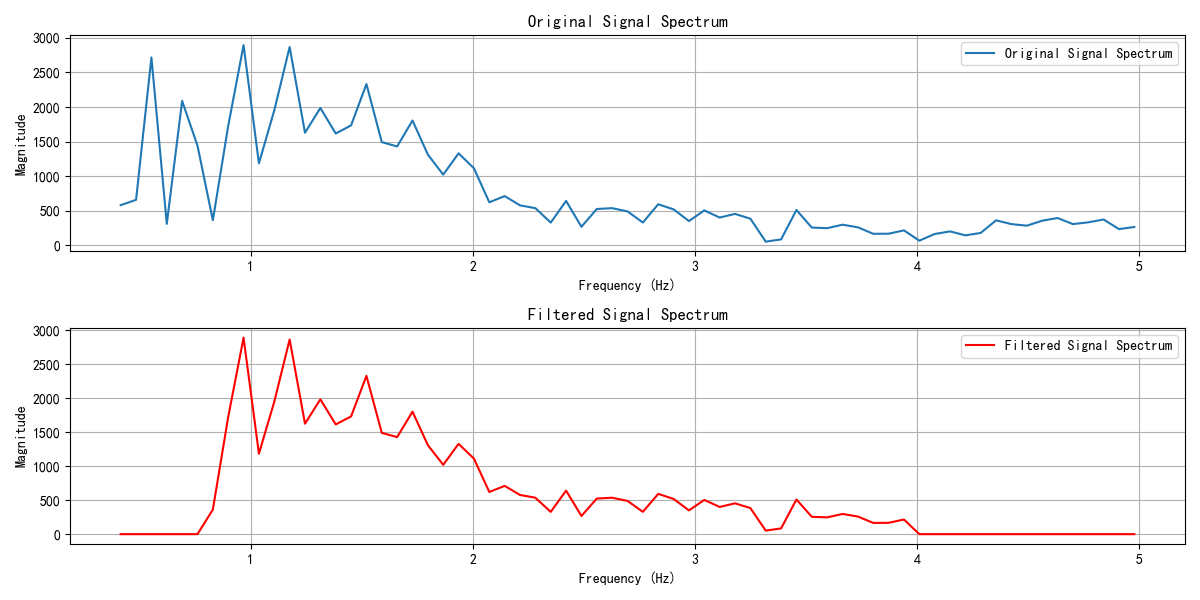 Original Signal Spectrum
3000
2500
2000
1500
1000
500
0
Magnitude
Original Signal Spectrum
1 2 3 4 5
Frequency (Hz)
Filtered Signal Spectrum
3000
2500
2000
1500
1000
500
0
Magnitude
Filtered Signal Spectrum
1 2 3 4 5
Frequency (Hz)